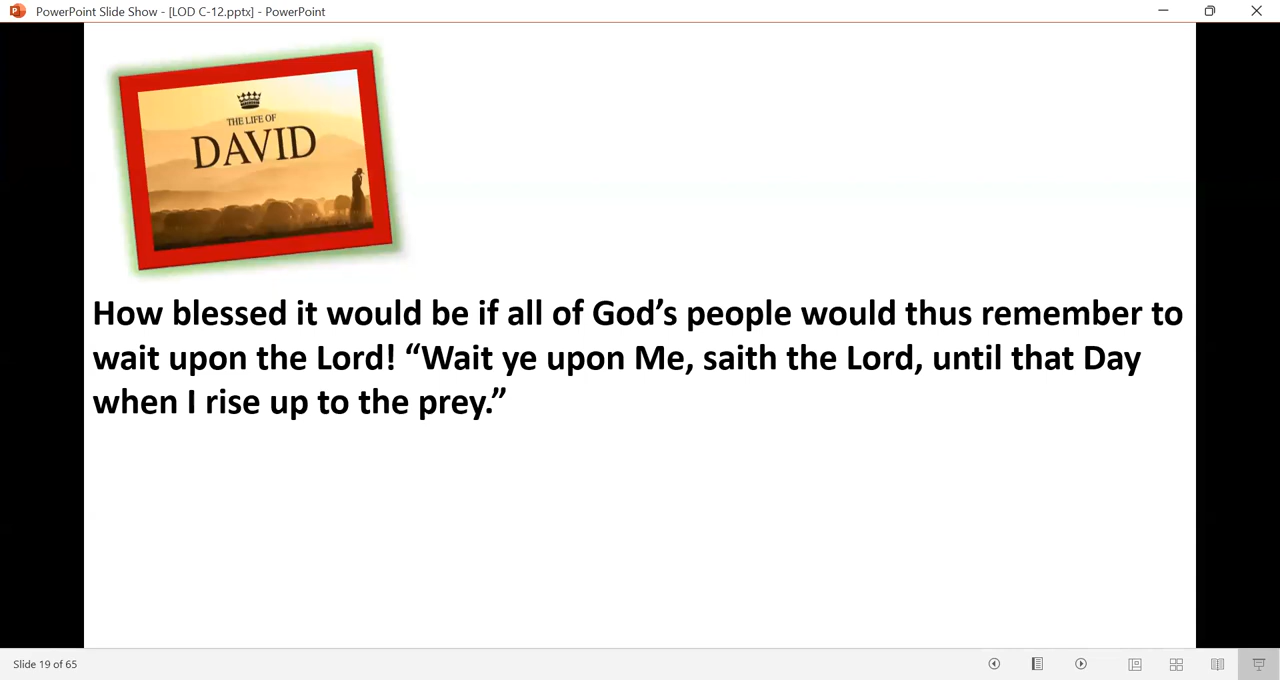 PowerPoint Slide Show - [LOD C-12.pptx] - PowerPoint
THE LIFE OF
DAVID
How blessed it would be if all of God’s people would thus remember to
wait upon the Lord! “Wait ye upon Me, saith the Lord, until that Day
when I rise up to the prey.”
Slide 19 of 65